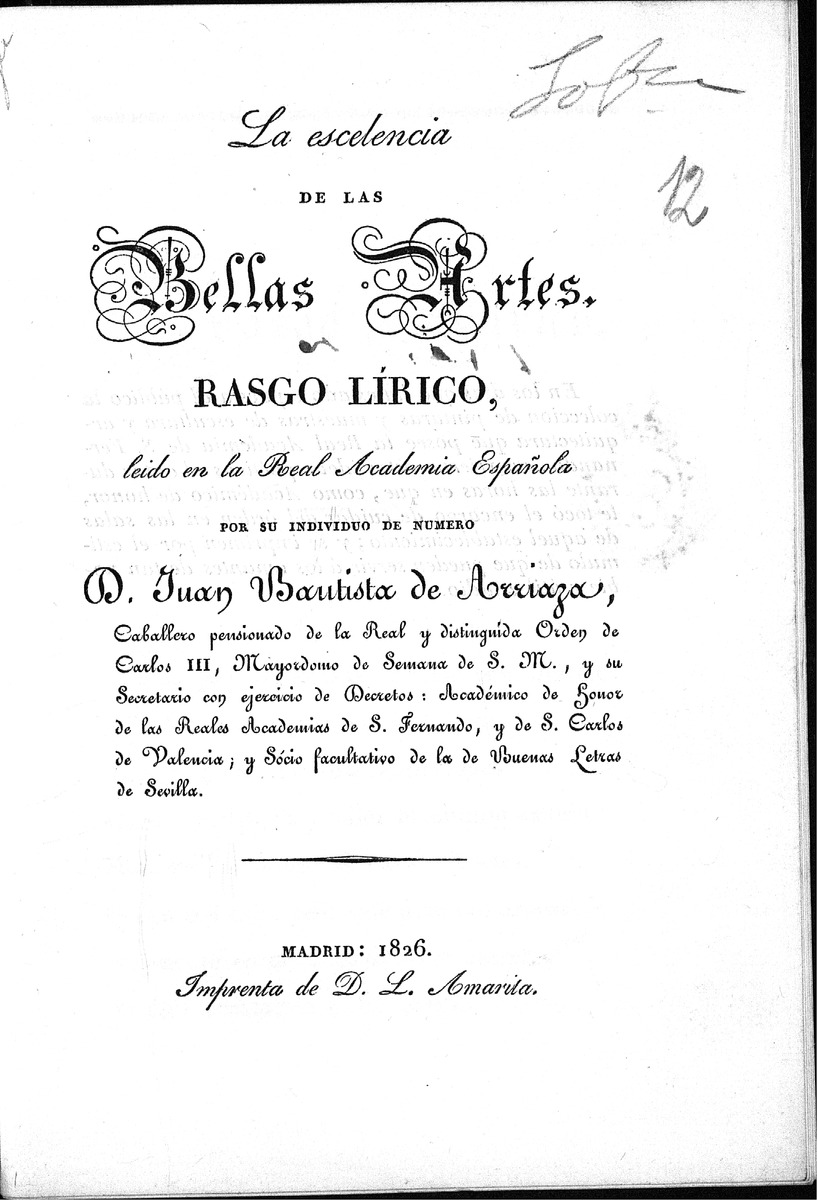 12
La escelencia
DE LAS
Bellas Artes.
RASGO LÍRICO,
leido en la Real Academia Española
POR SU INDIVIDUO DE NUMERO
D. Juan Bautista de Arriaza,
Caballero pensionado de la Real y distinguida Orden de
Carlos III, Mayordomo de Semana de S. M., y su
Secretario con ejercicio de Decretos: Académico de Honor
de las Reales Academias de S. Fernando, y de S. Carlos
de Valencia; y Sócio facultativo de la de Buenas Letras
de Sevilla.
MADRID: 1826.
Imprenta de D. L. Amarita.